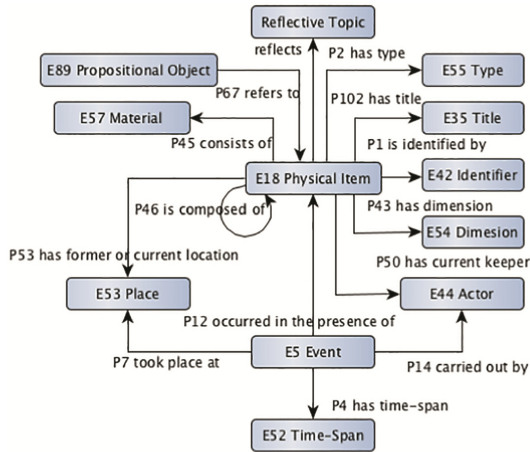 Reflective Topic
reflects
P2 has type
E89 Propositional Object
E55 Type
P67 refers to
P102 has title
E57 Material
E35 Title
P45 consists of
P1 is identified by
E18 Physical Item
E42 Identifier
P46 is composed of
P43 has dimension
E54 Dimesion
P53 has former or current location
P50 has current keeper
E53 Place
E44 Actor
P12 occurred in the presence of
E5 Event
P7 took place at
P14 carried out by
P4 has time-span
E52 Time-Span